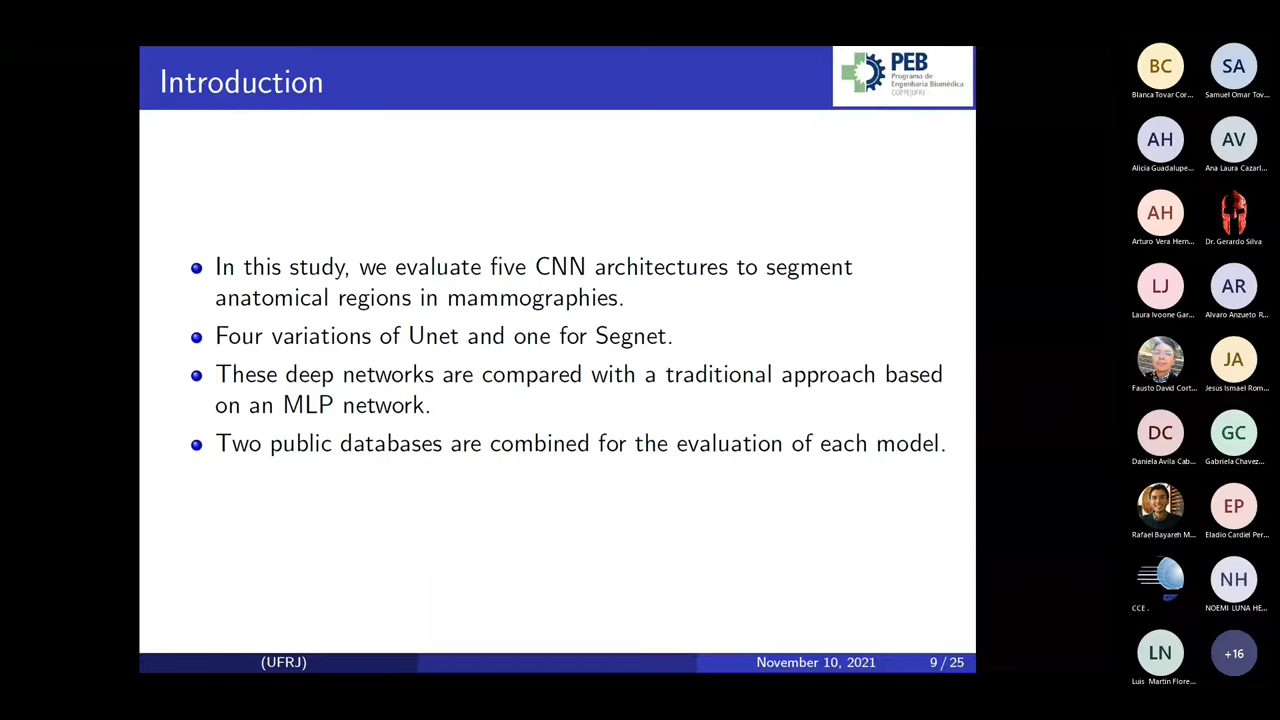 Introduction
PEB
Programa de
Engenharia Biomédica
COPPE/UFRJ
In this study, we evaluate five CNN architectures to segment
anatomical regions in mammographies.
Four variations of Unet and one for Segnet.
These deep networks are compared with a traditional approach based
on an MLP network.
Two public databases are combined for the evaluation of each model.
(UFRJ)
November 10, 2021
9 / 25
BC
SA
Blanca Tovar Cor...
Samuel Omar Tov...
AH
AV
Alicia Guadalupe...
Ana Laura Cazarl...
AH
Arturo Vera Hern...
Dr. Gerardo Silva
LJ
AR
Laura Ivoone Gar...
Alvaro Anzueto R...
JA
Fausto David Cort...
Jesus Ismael Rom...
DC
GC
Daniela Avila Cab...
Gabriela Chavez...
EP
Rafael Bayareh M...
Eladio Cardiel Per...
NH
CCE .
NOEMI LUNA HE...
LN
+16
Luis Martin Flore...